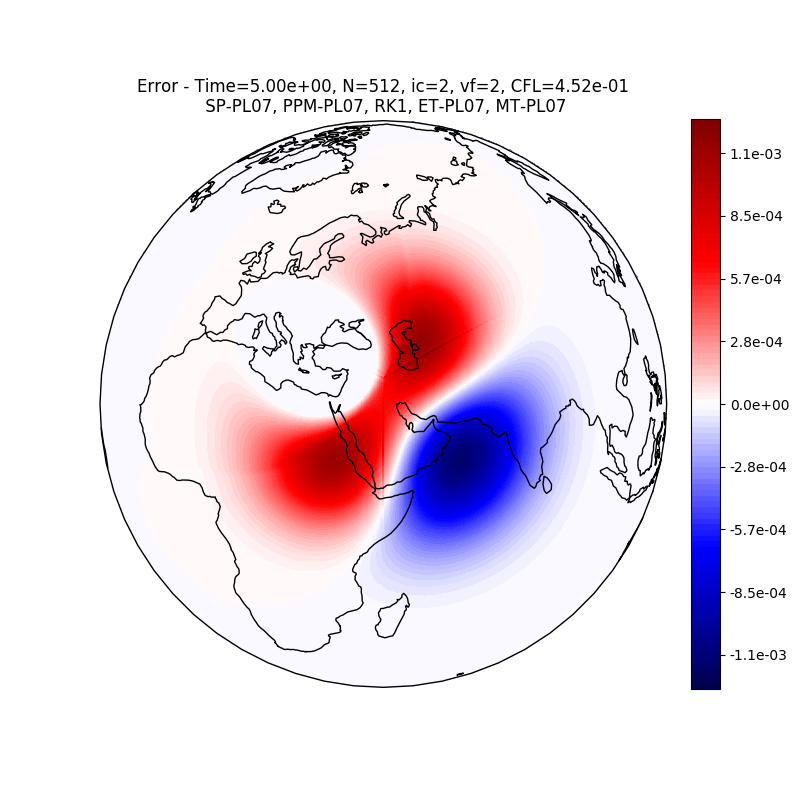 Error - Time=5.00e+00, N=512, ic=2, vf=2, CFL=4.52e-01
SP-PL07, PPM-PL07, RK1, ET-PL07, MT-PL07
1.1e-03
8.5e-04
5.7e-04
2.8e-04
0.0e+00
-2.8e-04
-5.7e-04
-8.5e-04
-1.1e-03